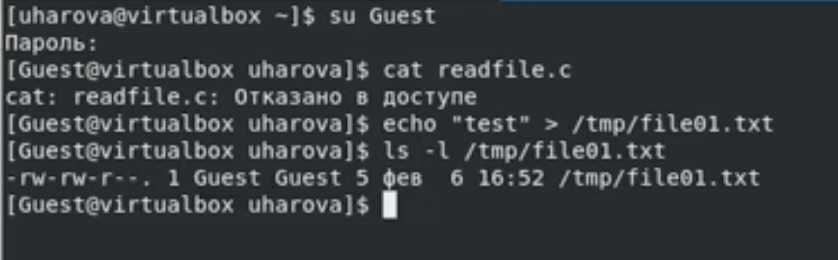 [uharova@virtualbox ~]$ su Guest
Пароль:
[Guest@virtualbox uharova]$ cat readfile.c
cat: readfile.c: Отказано в доступе
[Guest@virtualbox uharova]$ echo "test" > /tmp/file01.txt
[Guest@virtualbox uharova]$ ls -l /tmp/file01.txt
-rw-rw-r--. 1 Guest Guest 5 фев  6 16:52 /tmp/file01.txt
[Guest@virtualbox uharova]$